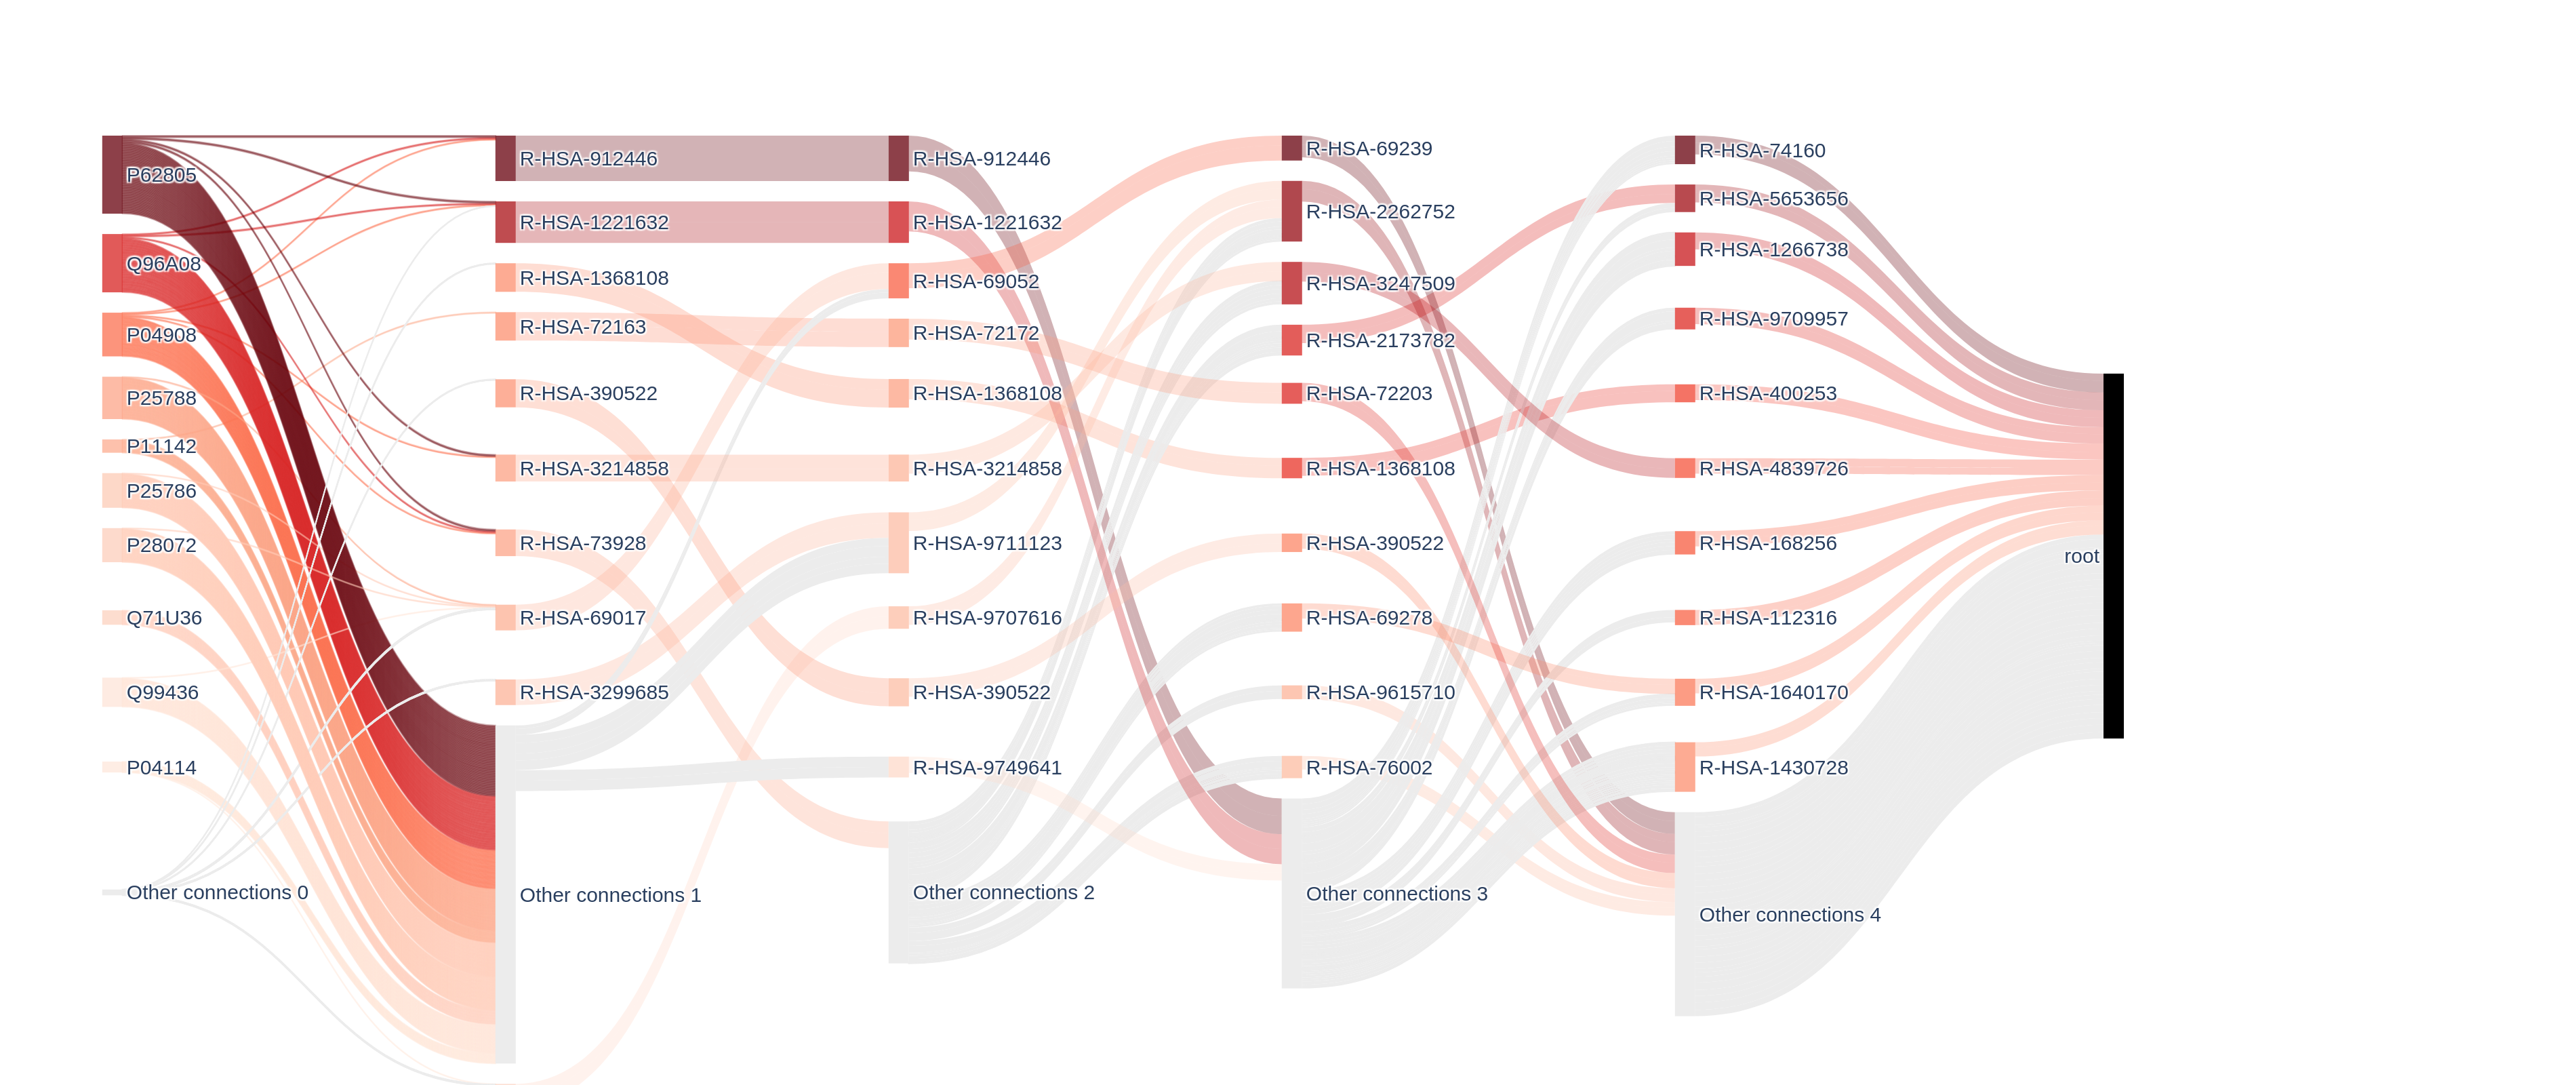 P62805
Q96A08
P04908
P25788
P11142
P25786
P28072
Q71U36
Q99436
P04114
Other connections 0
R-HSA-912446
R-HSA-1221632
R-HSA-1368108
R-HSA-72163
R-HSA-390522
R-HSA-3214858
R-HSA-73928
R-HSA-69017
R-HSA-3299685
Other connections 1
R-HSA-912446
R-HSA-1221632
R-HSA-69052
R-HSA-72172
R-HSA-1368108
R-HSA-3214858
R-HSA-9711123
R-HSA-9707616
R-HSA-390522
R-HSA-9749641
Other connections 2
R-HSA-69239
R-HSA-2262752
R-HSA-3247509
R-HSA-2173782
R-HSA-72203
R-HSA-1368108
R-HSA-390522
R-HSA-69278
R-HSA-9615710
R-HSA-76002
Other connections 3
R-HSA-74160
R-HSA-5653656
R-HSA-1266738
R-HSA-9709957
R-HSA-400253
R-HSA-4839726
R-HSA-168256
R-HSA-112316
R-HSA-1640170
R-HSA-1430728
Other connections 4
root